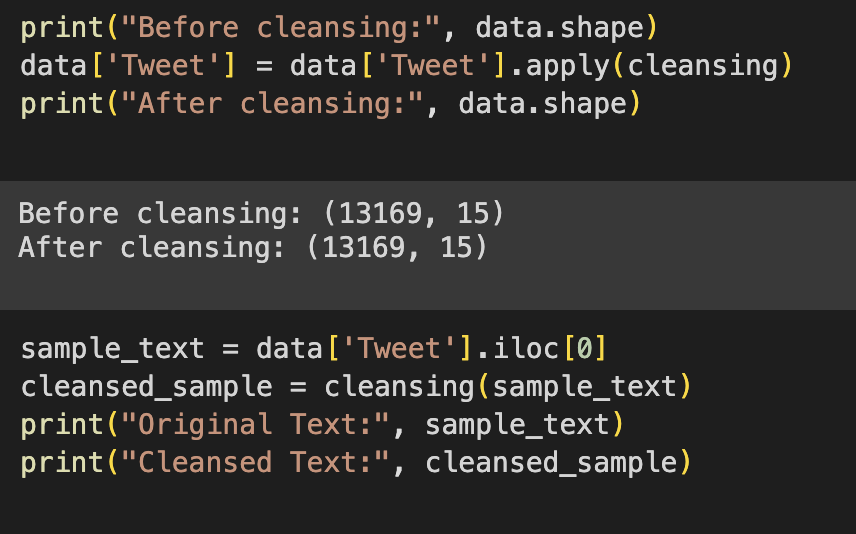 print("Before cleansing:", data.shape)
data['Tweet'] = data['Tweet'].apply(cleansing)
print("After cleansing:", data.shape)
Before cleansing: (13169, 15)
After cleansing: (13169, 15)
sample_text = data['Tweet'].iloc[0]
cleansed_sample = cleansing(sample_text)
print("Original Text:", sample_text)
print("Cleansed Text:", cleansed_sample)